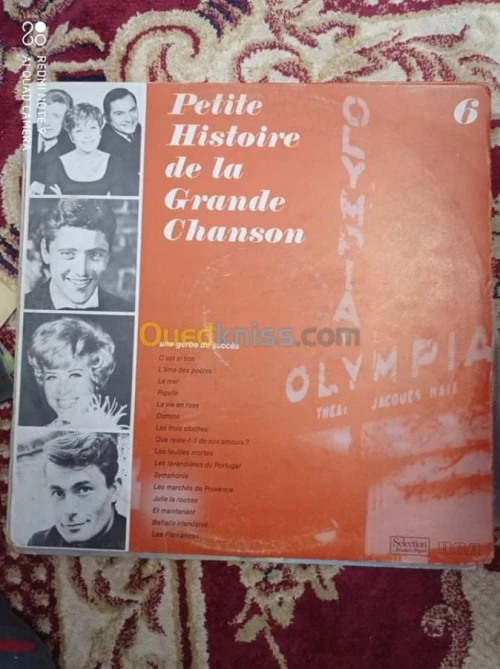 Petite
Histoire
de la
Grande
Chanson
6
OLYMPIA
OLYMPIA
JACQUES
une gerbe de succès
C'est si bon
L'âme des poètes
La mer
Pigalle
La vie en rose
Domino
Les trois cloches
Que reste-t-il de nos amours ?
Les feuilles mortes
Les lavandières du Portugal
Symphonie
Les marchés de Provence
Julie la rousse
Et maintenant
Ballade irlandaise
Les Flamandes
Sélection
du Reader's Digest
RCA
Ouedkniss.com
REDMI NOTE 8
AI QUAD CAMERA